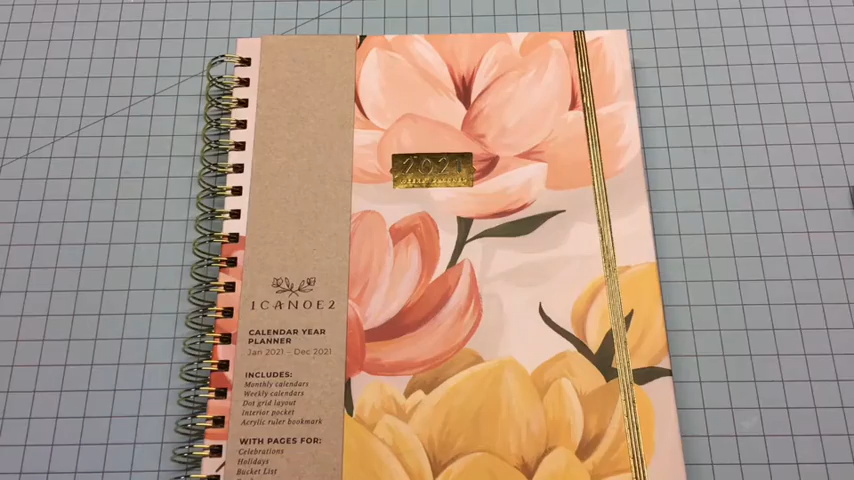 2021
ICANOE2
CALENDAR YEAR
PLANNER
Jan 2021 - Dec 2021
INCLUDES:
Monthly calendars
Weekly calendars
Dot grid layout
Interior pocket
Acrylic ruler bookmark
WITH PAGES FOR:
Celebrations
Holidays
Bucket List